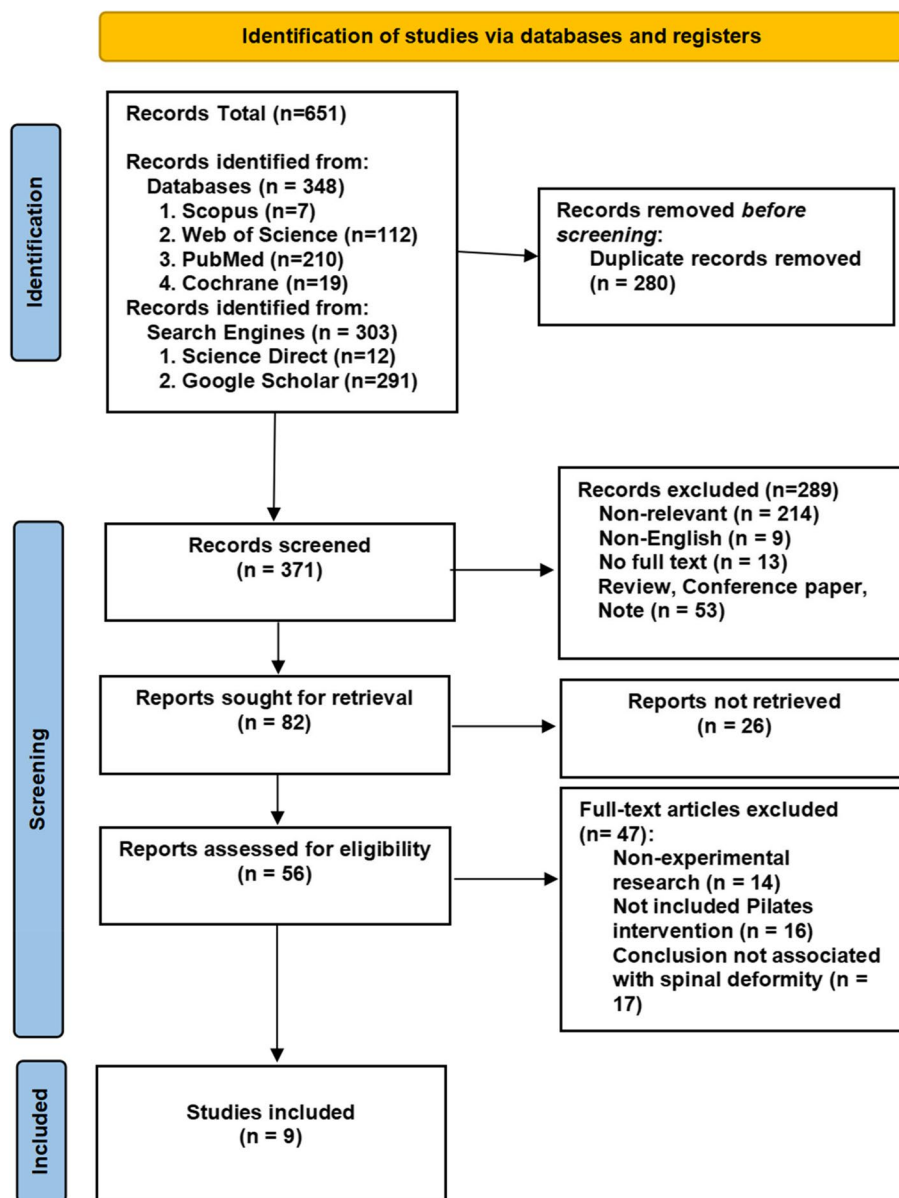 Identification of studies via databases and registers
Identification
Records Total (n=651)
Records identified from:
Databases (n = 348)
1. Scopus (n=7)
2. Web of Science (n=112)
3. PubMed (n=210)
4. Cochrane (n=19)
Records identified from:
Search Engines (n = 303)
1. Science Direct (n=12)
2. Google Scholar (n=291)
Records removed before
screening:
Duplicate records removed
(n = 280)
Screening
Records screened
(n = 371)
Records excluded (n=289)
Non-relevant (n = 214)
Non-English (n = 9)
No full text (n = 13)
Review, Conference paper,
Note (n = 53)
Reports sought for retrieval
(n = 82)
Reports not retrieved
(n = 26)
Reports assessed for eligibility
(n = 56)
Full-text articles excluded
(n= 47):
Non-experimental
research (n = 14)
Not included Pilates
intervention (n = 16)
Conclusion not associated
with spinal deformity (n =
17)
Included
Studies included
(n = 9)